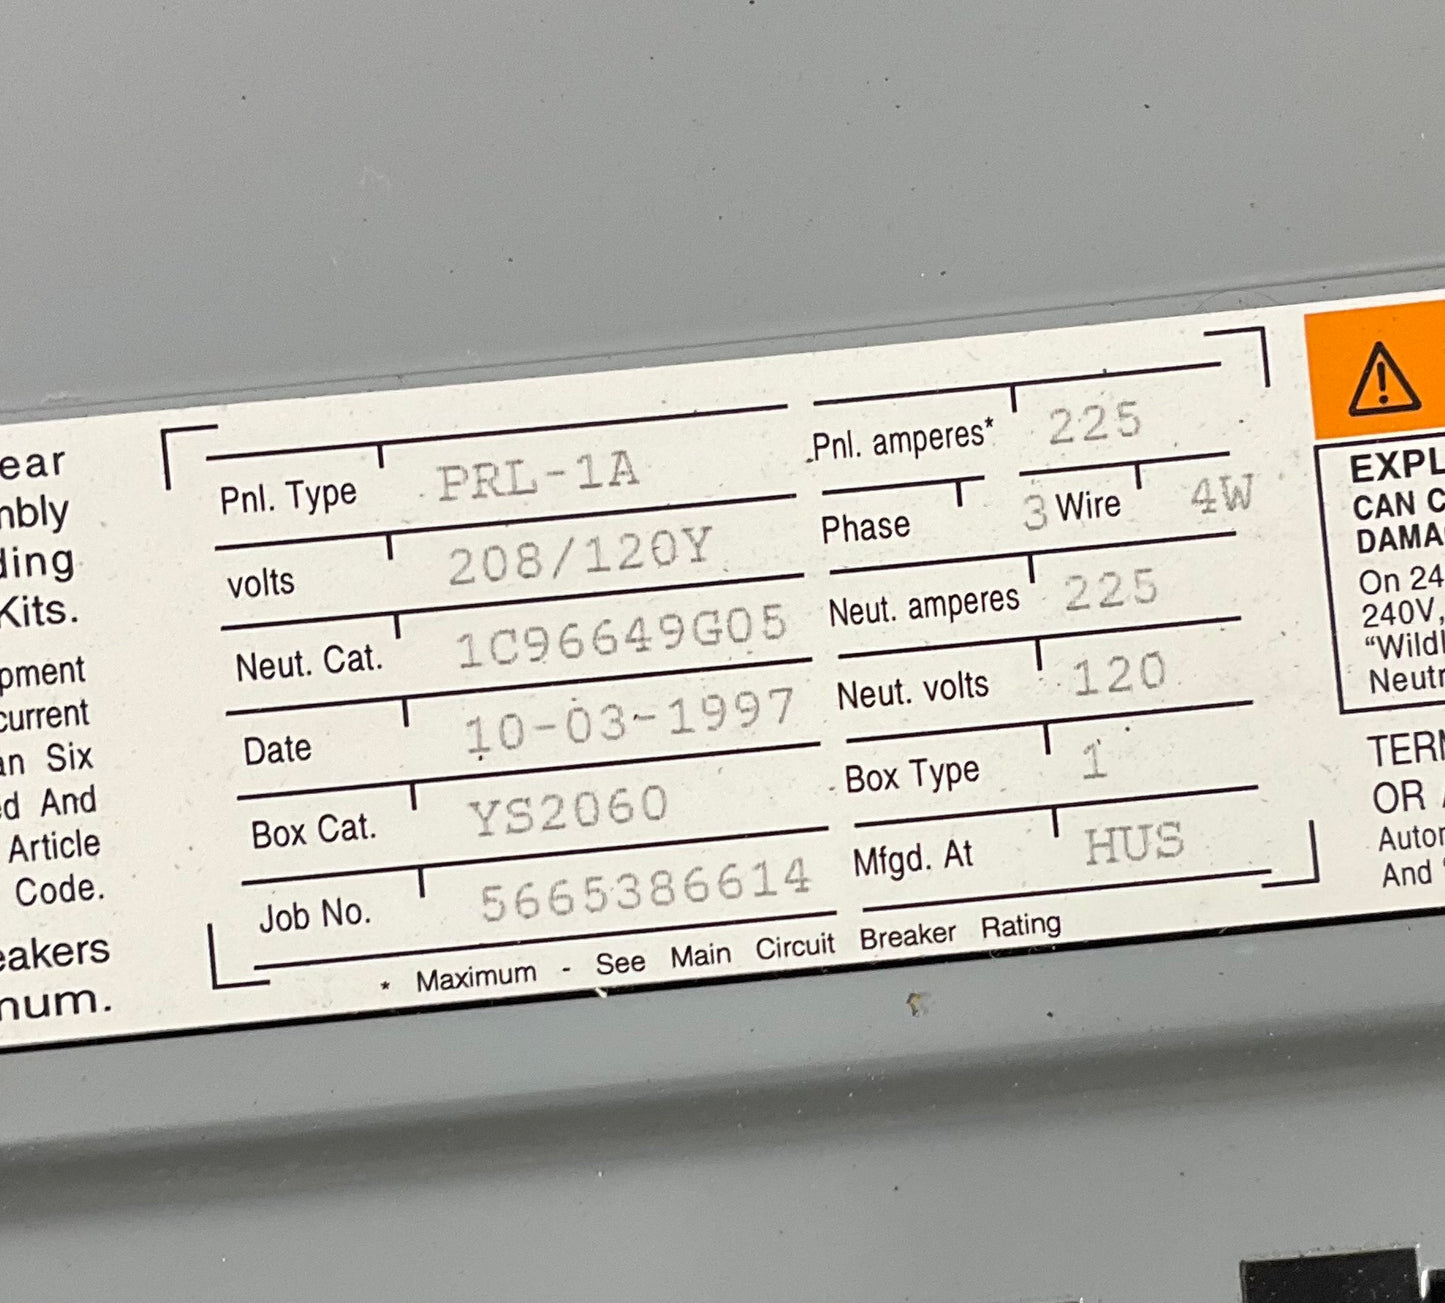 ear
mbly
ding
Kits.
pment
current
an Six
ed And
Article
Code.
eakers
num.
Pnl. Type PRL-1A
volts 208/120Y
Neut. Cat. 1C96649G05
Date 10-03-1997
Box Cat. YS2060
Job No. 5665386614
Pnl. amperes* 225
Phase 3 Wire 4W
Neut. amperes 225
Neut. volts 120
Box Type 1
Mfgd. At HUS
* Maximum - See Main Circuit Breaker Rating
EXPL
CAN C
DAMA
On 24
240V,
“Wildl
Neutr
TERM
OR
Autor
And